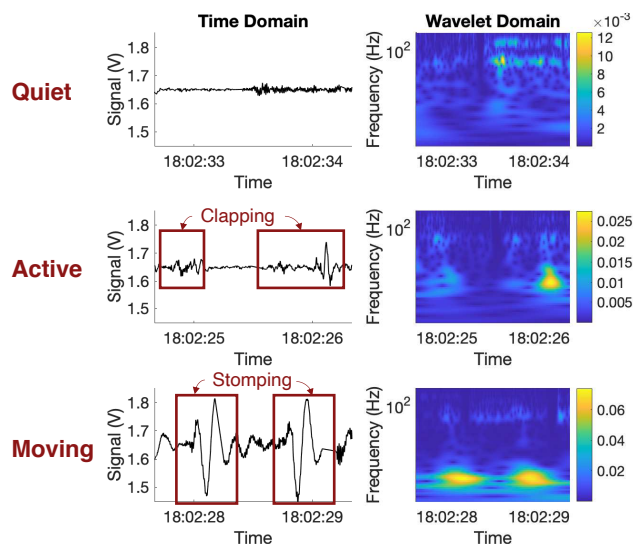 Time Domain
Wavelet Domain
Quiet
Signal (V)
1.8
1.7
1.6
1.5
18:02:33
18:02:34
Time
Frequency (Hz)
10²
18:02:33
18:02:34
Time
×10⁻³
12
10
8
6
4
2
Active
Clapping
Signal (V)
1.8
1.7
1.6
1.5
18:02:25
18:02:26
Time
Frequency (Hz)
10²
18:02:25
18:02:26
Time
0.025
0.02
0.015
0.01
0.005
Moving
Stomping
Signal (V)
1.8
1.7
1.6
1.5
18:02:28
18:02:29
Time
Frequency (Hz)
10²
18:02:28
18:02:29
Time
0.06
0.04
0.02